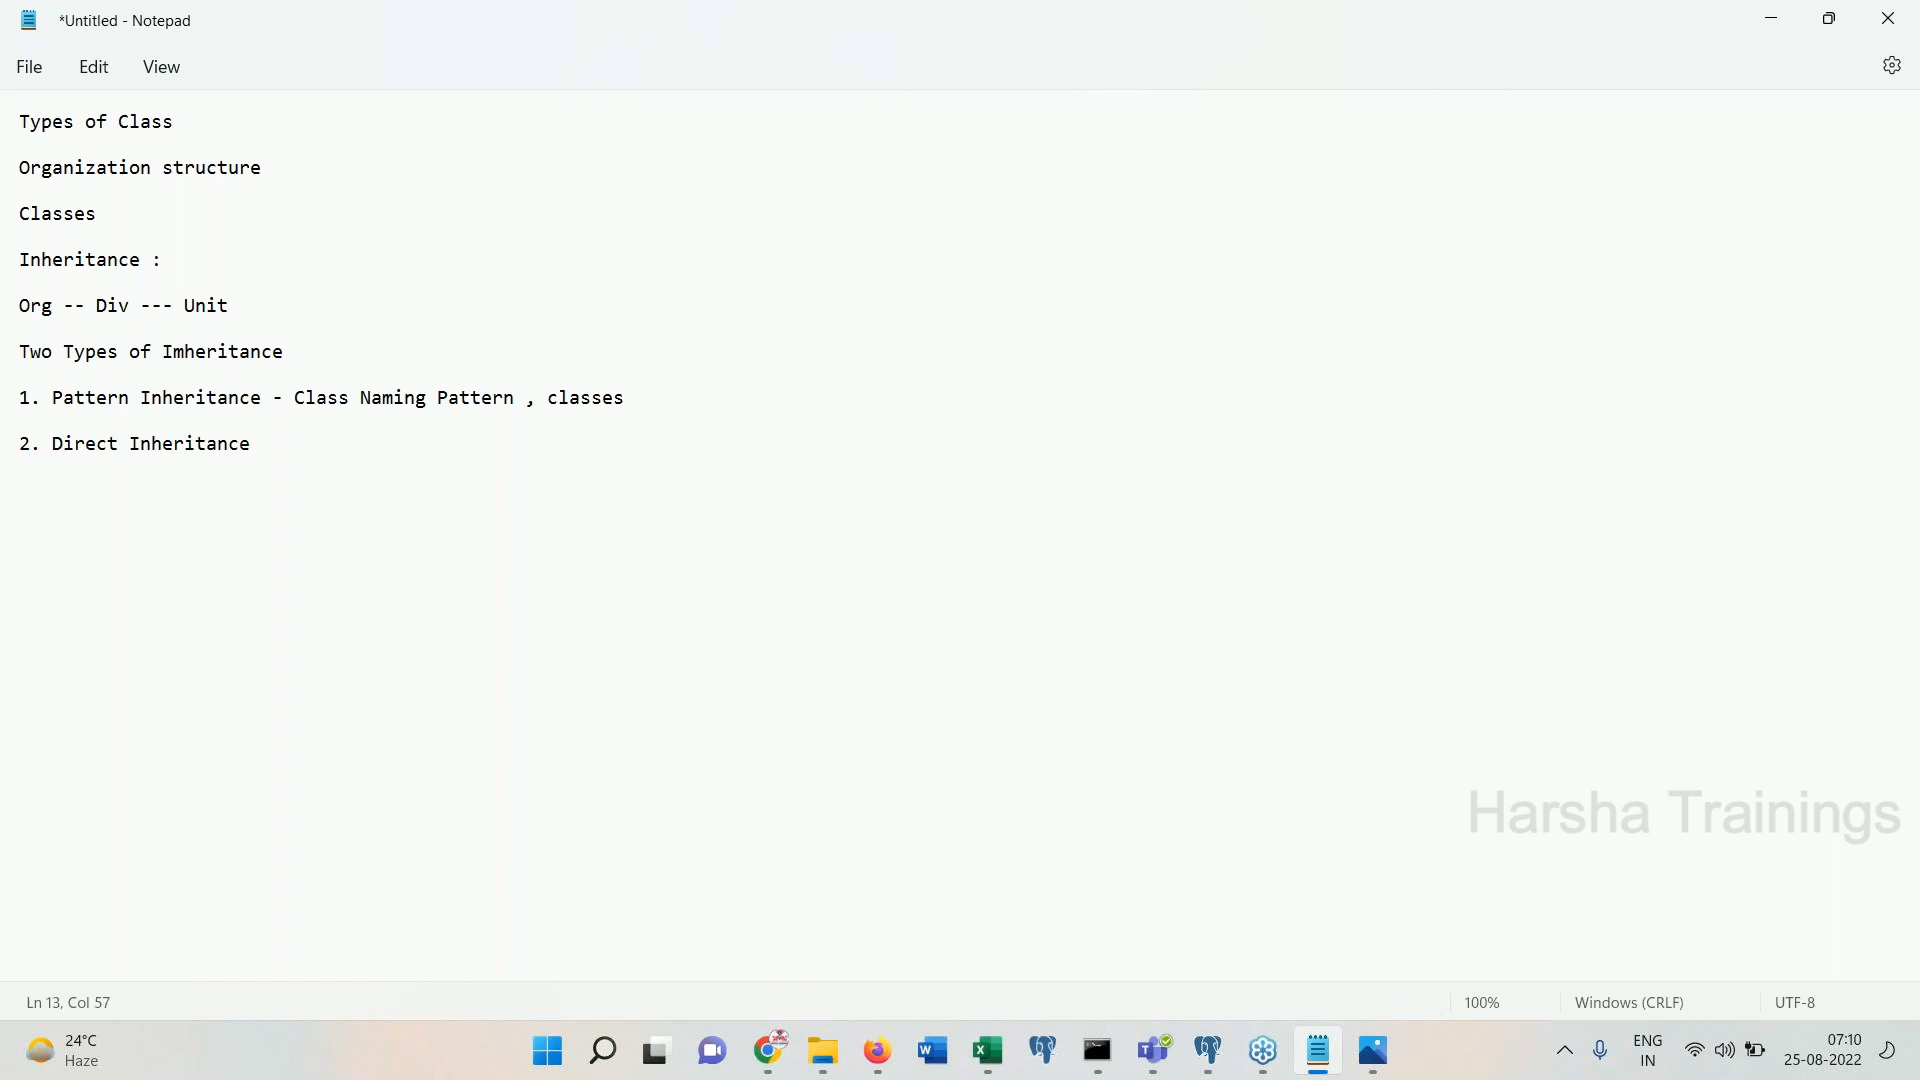 *Untitled - Notepad
File Edit View
Types of Class
Organization structure
Classes
Inheritance :
Org -- Div --- Unit
Two Types of Imheritance
1. Pattern Inheritance - Class Naming Pattern , classes
2. Direct Inheritance
Harsha Trainings
Ln 13, Col 57 100% Windows (CRLF) UTF-8
24°C
Haze
ENG
IN
07:10
25-08-2022